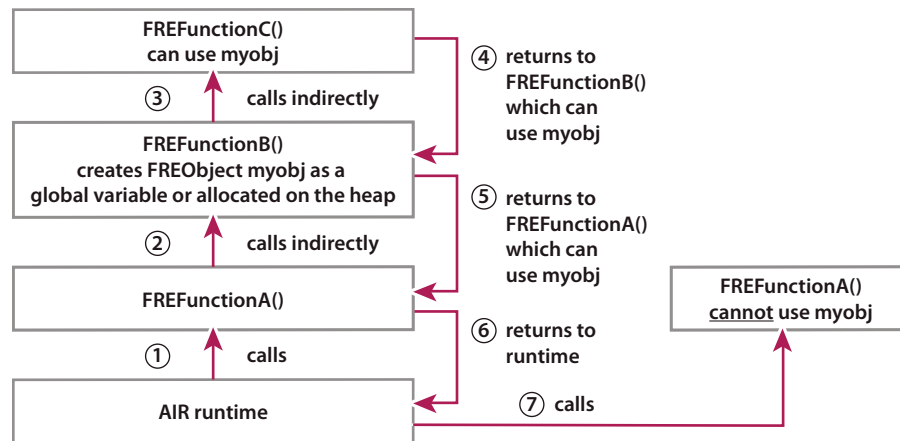 FREFunctionC()
can use myobj
④ returns to
FREFunctionB()
which can
use myobj
③ calls indirectly
FREFunctionB()
creates FREObject myobj as a
global variable or allocated on the heap
⑤ returns to
FREFunctionA()
which can
use myobj
② calls indirectly
FREFunctionA()
FREFunctionA()
cannot use myobj
⑥ returns to
runtime
① calls
AIR runtime
⑦ calls